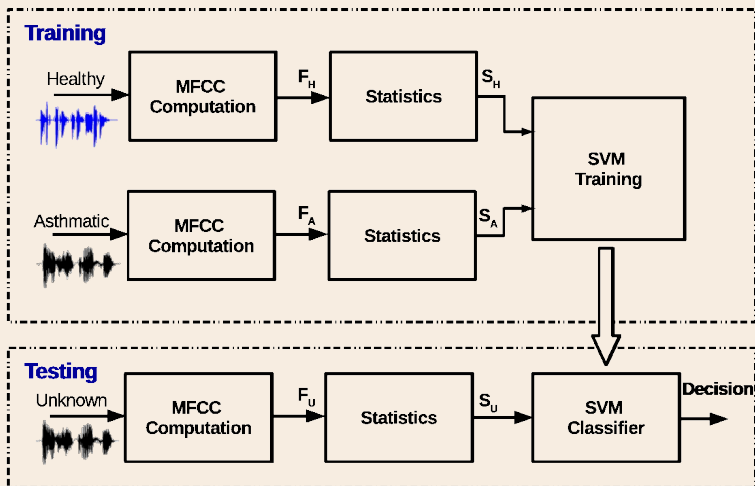 Training
Healthy
MFCC
Computation
F_H
Statistics
S_H
SVM
Training
Asthmatic
MFCC
Computation
F_A
Statistics
S_A
Testing
Unknown
MFCC
Computation
F_U
Statistics
S_U
SVM
Classifier
Decision